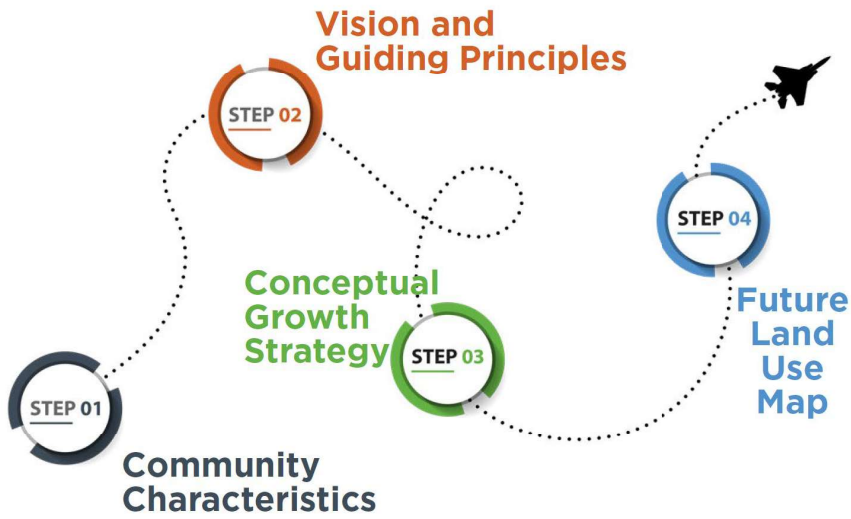 Vision and
Guiding Principles
STEP 02
STEP 04
Conceptual
Growth
Strategy
STEP 03
Future
Land
Use
Map
STEP 01
Community
Characteristics